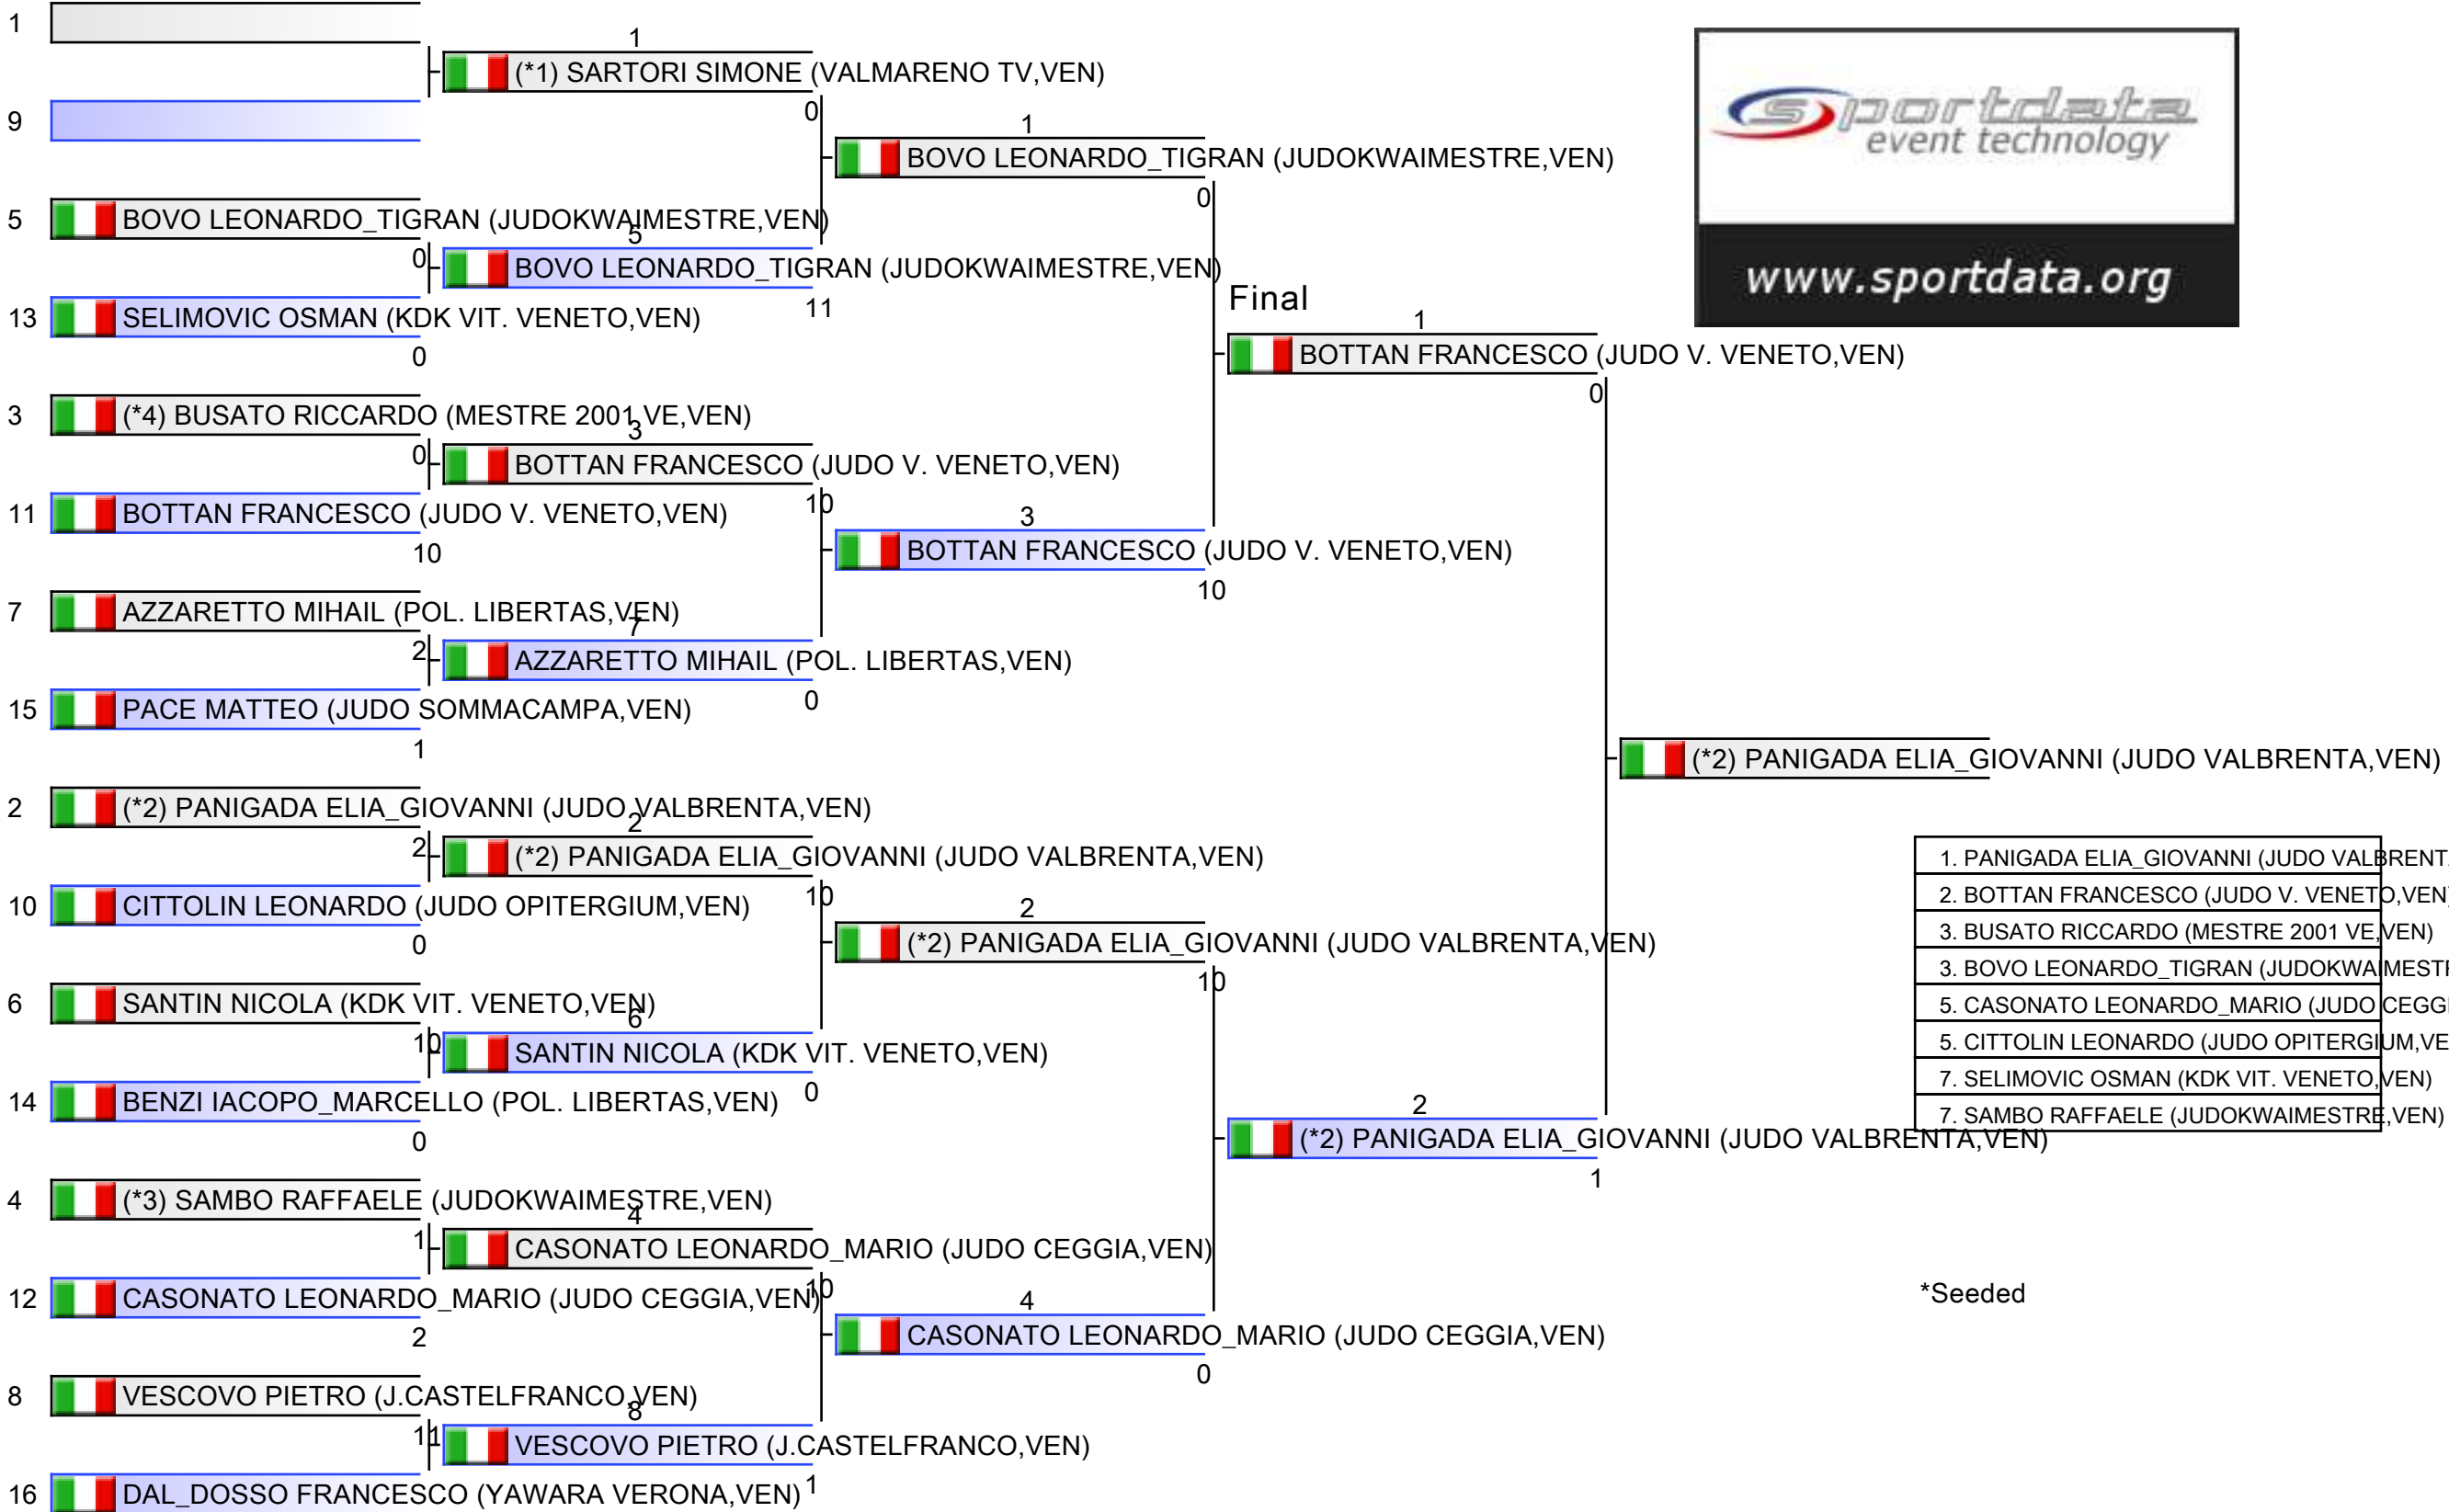 1
1
(*1) SARTORI SIMONE (VALMARENO TV,VEN)
0
9
1
BOVO LEONARDO_TIGRAN (JUDOKWAIMESTRE,VEN)
0
5
BOVO LEONARDO_TIGRAN (JUDOKWAIMESTRE,VEN)
5
0
BOVO LEONARDO_TIGRAN (JUDOKWAIMESTRE,VEN)
11
13
SELIMOVIC OSMAN (KDK VIT. VENETO,VEN)
0
Final
1
BOTTAN FRANCESCO (JUDO V. VENETO,VEN)
0
3
(*4) BUSATO RICCARDO (MESTRE 2001 VE,VEN)
3
0
BOTTAN FRANCESCO (JUDO V. VENETO,VEN)
10
11
BOTTAN FRANCESCO (JUDO V. VENETO,VEN)
10
3
BOTTAN FRANCESCO (JUDO V. VENETO,VEN)
10
7
AZZARETTO MIHAIL (POL. LIBERTAS,VEN)
7
2
AZZARETTO MIHAIL (POL. LIBERTAS,VEN)
0
15
PACE MATTEO (JUDO SOMMACAMPA,VEN)
1
(*2) PANIGADA ELIA_GIOVANNI (JUDO VALBRENTA,VEN)
2
(*2) PANIGADA ELIA_GIOVANNI (JUDO VALBRENTA,VEN)
2
2
(*2) PANIGADA ELIA_GIOVANNI (JUDO VALBRENTA,VEN)
10
10
CITTOLIN LEONARDO (JUDO OPITERGIUM,VEN)
0
2
(*2) PANIGADA ELIA_GIOVANNI (JUDO VALBRENTA,VEN)
10
6
SANTIN NICOLA (KDK VIT. VENETO,VEN)
6
10
SANTIN NICOLA (KDK VIT. VENETO,VEN)
0
14
BENZI IACOPO_MARCELLO (POL. LIBERTAS,VEN)
0
2
(*2) PANIGADA ELIA_GIOVANNI (JUDO VALBRENTA,VEN)
1
4
(*3) SAMBO RAFFAELE (JUDOKWAIMESTRE,VEN)
4
1
CASONATO LEONARDO_MARIO (JUDO CEGGIA,VEN)
10
12
CASONATO LEONARDO_MARIO (JUDO CEGGIA,VEN)
2
4
CASONATO LEONARDO_MARIO (JUDO CEGGIA,VEN)
0
8
VESCOVO PIETRO (J.CASTELFRANCO,VEN)
8
11
VESCOVO PIETRO (J.CASTELFRANCO,VEN)
1
16
DAL_DOSSO FRANCESCO (YAWARA VERONA,VEN)
sportdata
event technology
www.sportdata.org
1. PANIGADA ELIA_GIOVANNI (JUDO VALBRENT
2. BOTTAN FRANCESCO (JUDO V. VENETO,VEN)
3. BUSATO RICCARDO (MESTRE 2001 VE,VEN)
3. BOVO LEONARDO_TIGRAN (JUDOKWAIMEST
5. CASONATO LEONARDO_MARIO (JUDO CEGG
5. CITTOLIN LEONARDO (JUDO OPITERGIUM,VE
7. SELIMOVIC OSMAN (KDK VIT. VENETO,VEN)
7. SAMBO RAFFAELE (JUDOKWAIMESTRE,VEN)
*Seeded